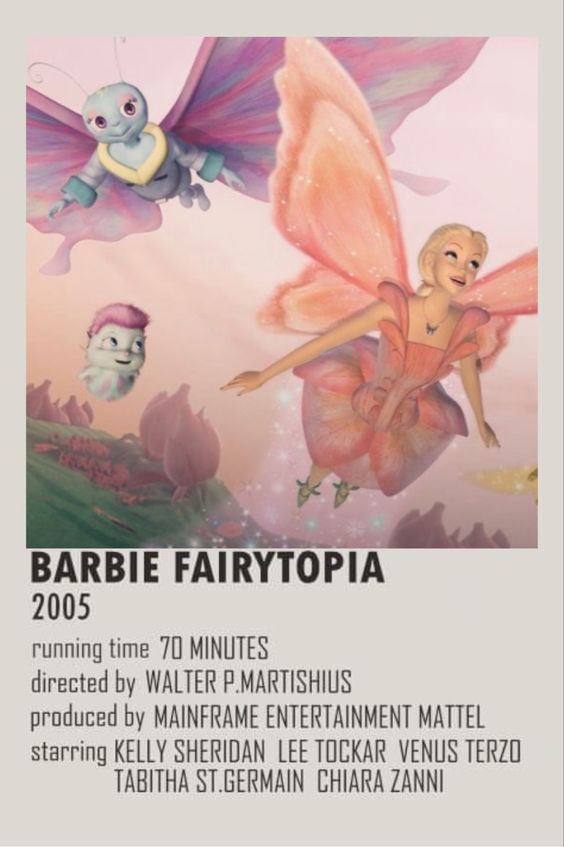 BARBIE FAIRYTOPIA
2005
running time 70 MINUTES
directed by WALTER P.MARTISHIUS
produced by MAINFRAME ENTERTAINMENT MATTEL
starring KELLY SHERIDAN LEE TOCKAR VENUS TERZO
TABITHA ST.GERMAIN CHIARA ZANNI